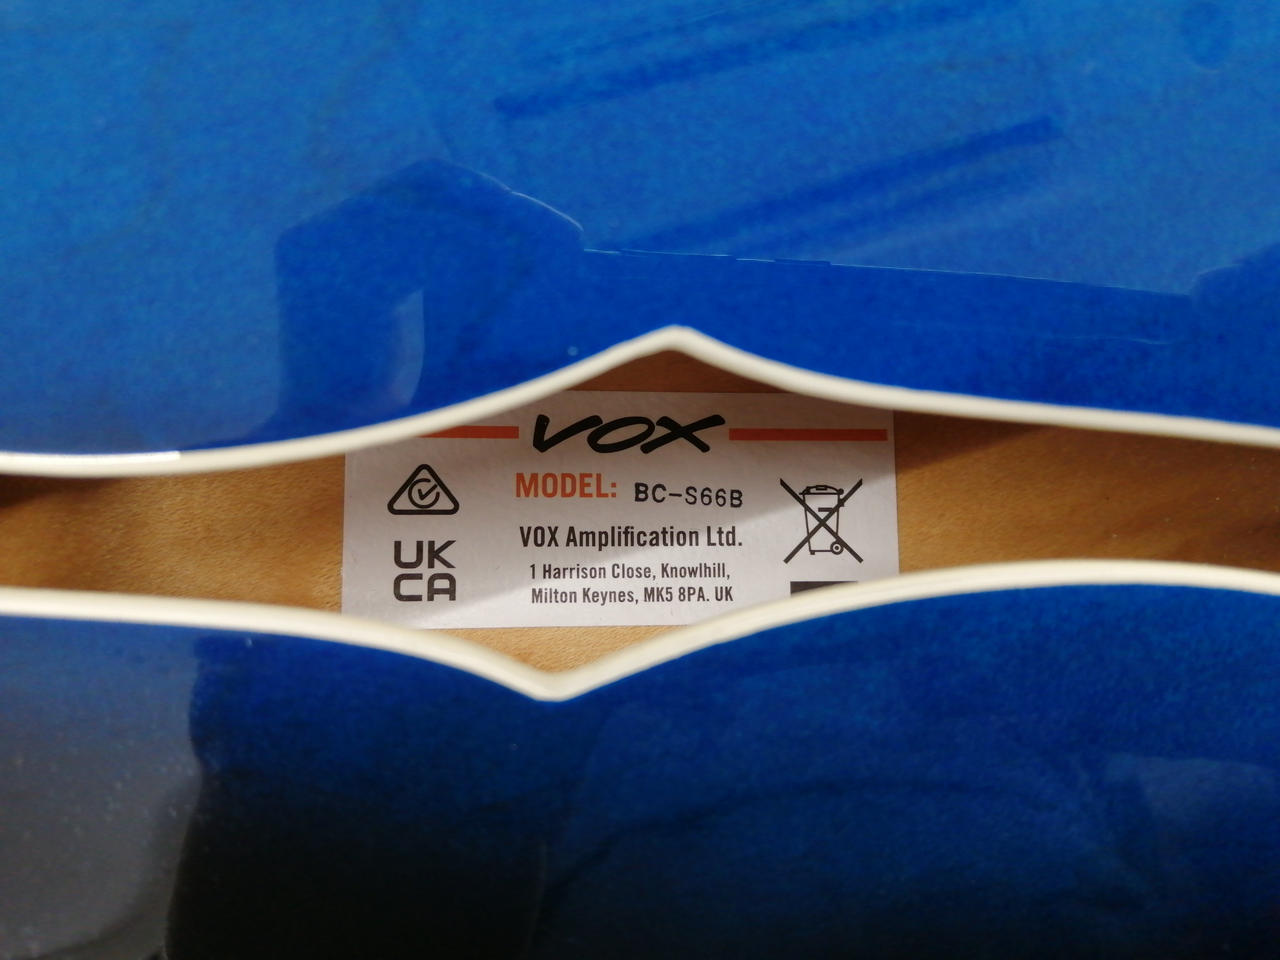 VOX
MODEL: BC-S66B
UK
CA
VOX Amplification Ltd.
1 Harrison Close, Knowlhill,
Milton Keynes, MK5 8PA. UK